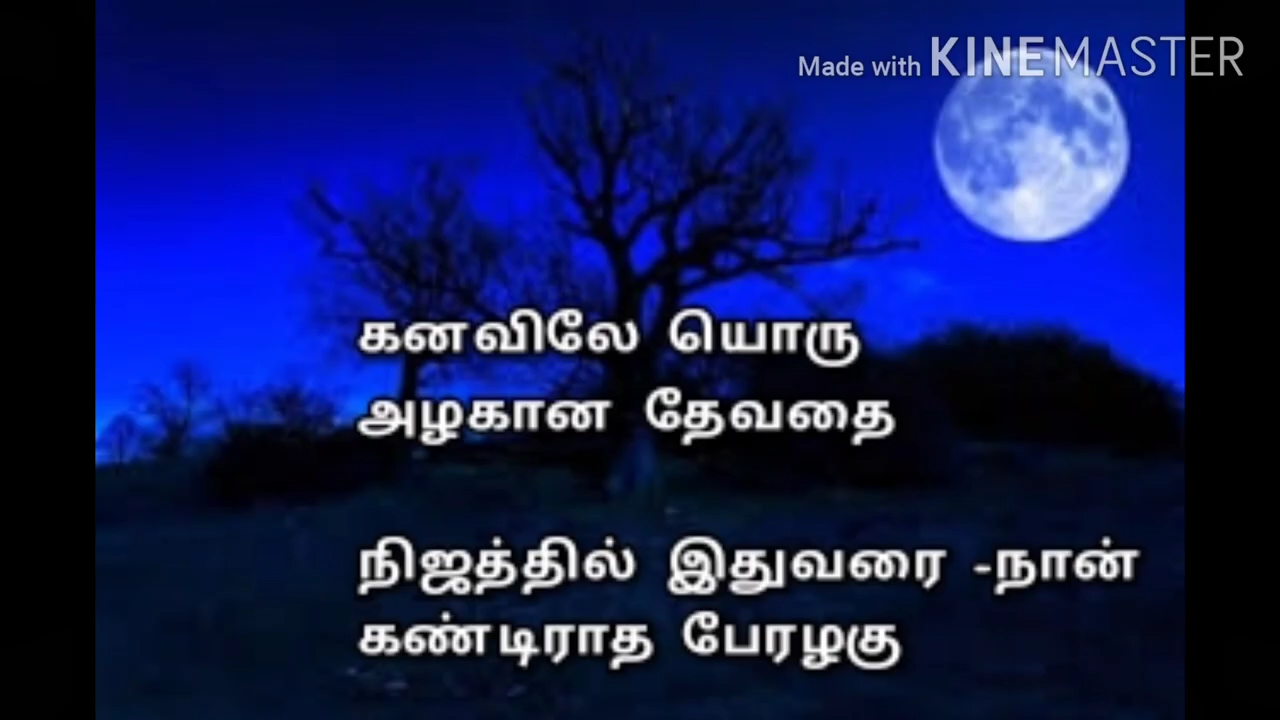 Made with KINEMASTER
கனவிலே யொரு
அழகான தேவதை
நிஜத்தில் இதுவரை -நான்
கண்டிராத பேரழகு